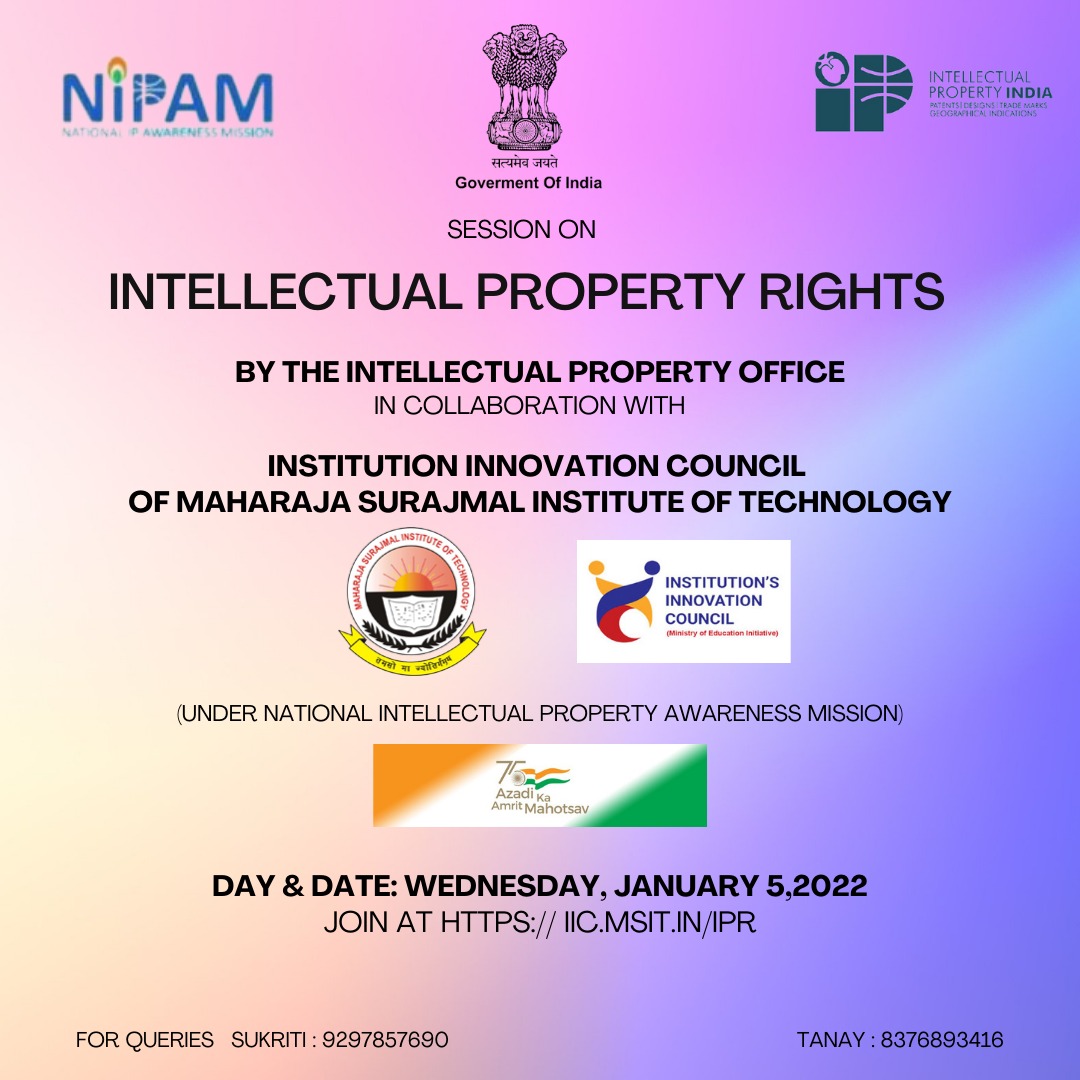 NiPAM
NATIONAL IP AWARENESS MISSION
सत्यमेव जयते
Goverment Of India
iP
INTELLECTUAL
PROPERTY INDIA
PATENTS | DESIGNS | TRADE MARKS
GEOGRAPHICAL INDICATIONS
SESSION ON
INTELLECTUAL PROPERTY RIGHTS
BY THE INTELLECTUAL PROPERTY OFFICE
IN COLLABORATION WITH
INSTITUTION INNOVATION COUNCIL
OF MAHARAJA SURAJMAL INSTITUTE OF TECHNOLOGY
MAHARAJA SURAJMAL INSTITUTE OF TECHNOLOGY
तमसो मा ज्योतिर्गमय
INSTITUTION'S
INNOVATION
COUNCIL
(Ministry of Education Initiative)
(UNDER NATIONAL INTELLECTUAL PROPERTY AWARENESS MISSION)
75
Azadi Ka
Amrit Mahotsav
DAY & DATE: WEDNESDAY, JANUARY 5,2022
JOIN AT HTTPS:// IIC.MSIT.IN/IPR
FOR QUERIES SUKRITI : 9297857690
TANAY : 8376893416